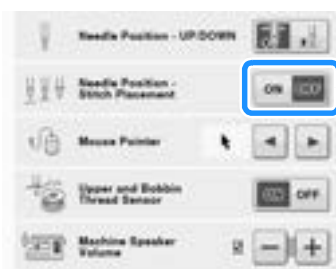 Needle Position - UP/DOWN
Needle Position -
Stitch Placement
ON
Mouse Pointer
Upper and Bobbin
Thread Sensor
OFF
Machine Speaker
Volume